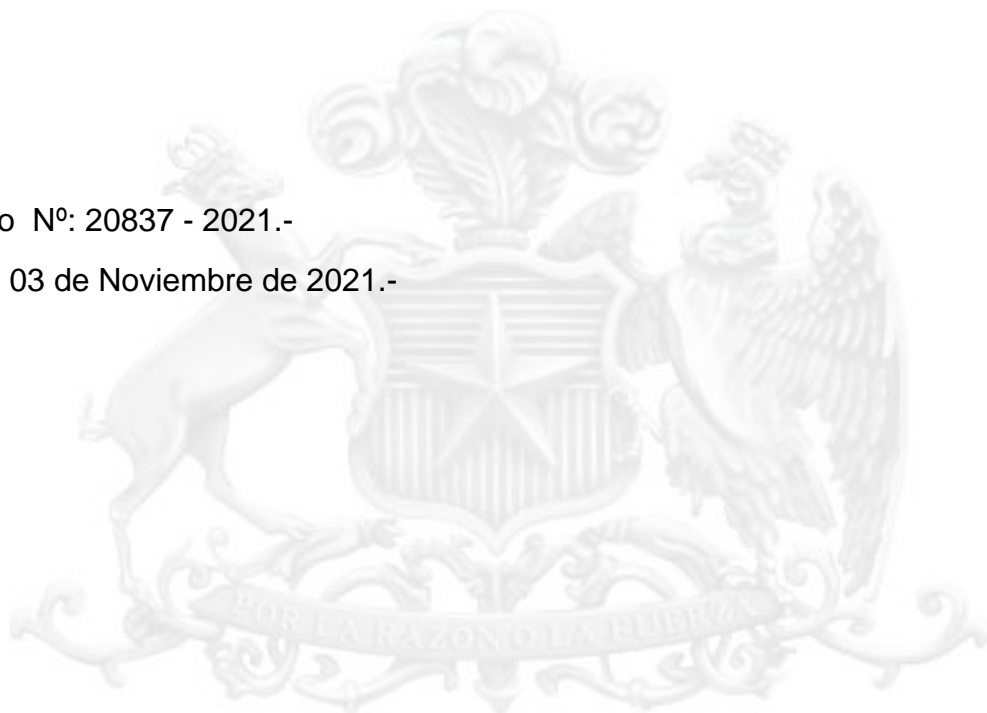 o Nº: 20837 - 2021.-
03 de Noviembre de 2021.-
POR LA RAZON O LA FUERZA